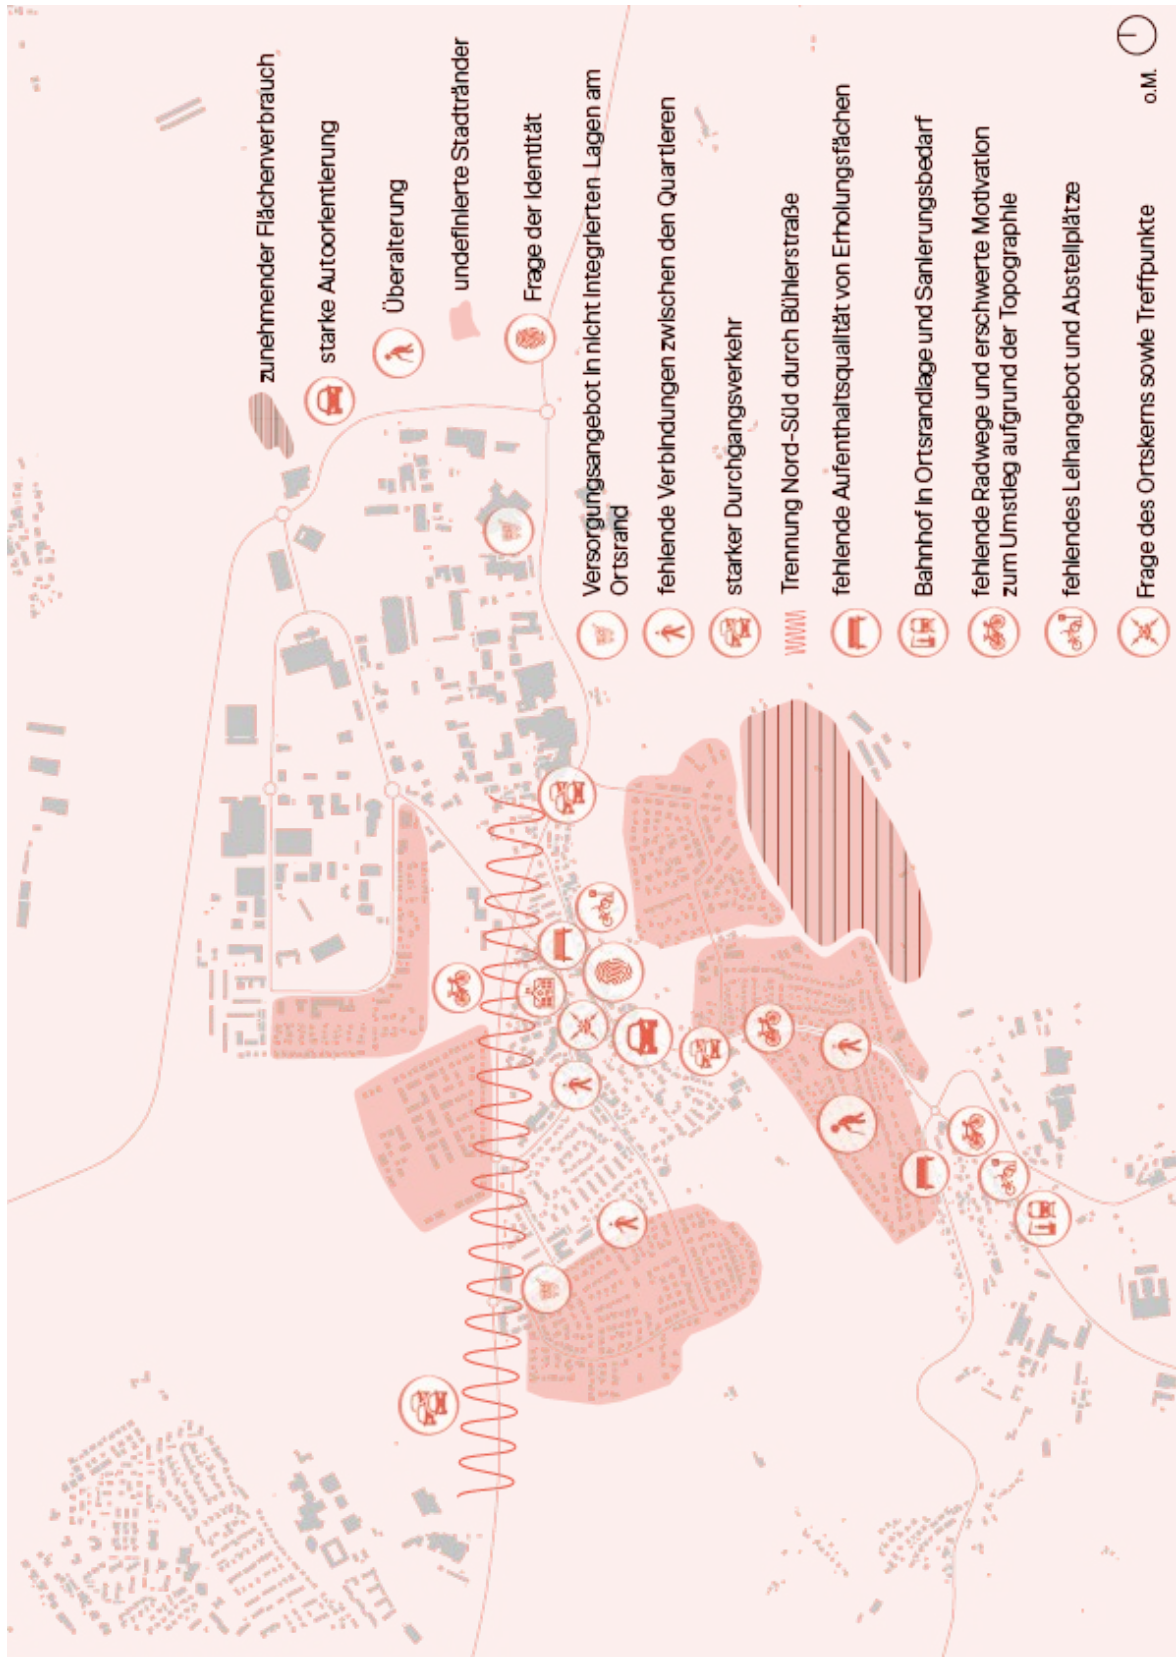 zunehmender Flächenverbrauch
starke Autoorientierung
Überalterung
undefinierte Stadtränder
Frage der Identität
Versorgungsangebot in nicht integrierten Lagen am
Ortsrand
fehlende Verbindungen zwischen den Quartieren
starker Durchgangsverkehr
Trennung Nord-Süd durch Bühlerstraße
fehlende Aufenthaltsqualität von Erholungsfächen
Bahnhof in Ortsrandlage und Sanierungsbedarf
fehlende Radwege und erschwerte Motivation
zum Umstieg aufgrund der Topographie
fehlendes Leihangebot und Abstellplätze
Frage des Ortskerns sowie Treffpunkte
o.M.